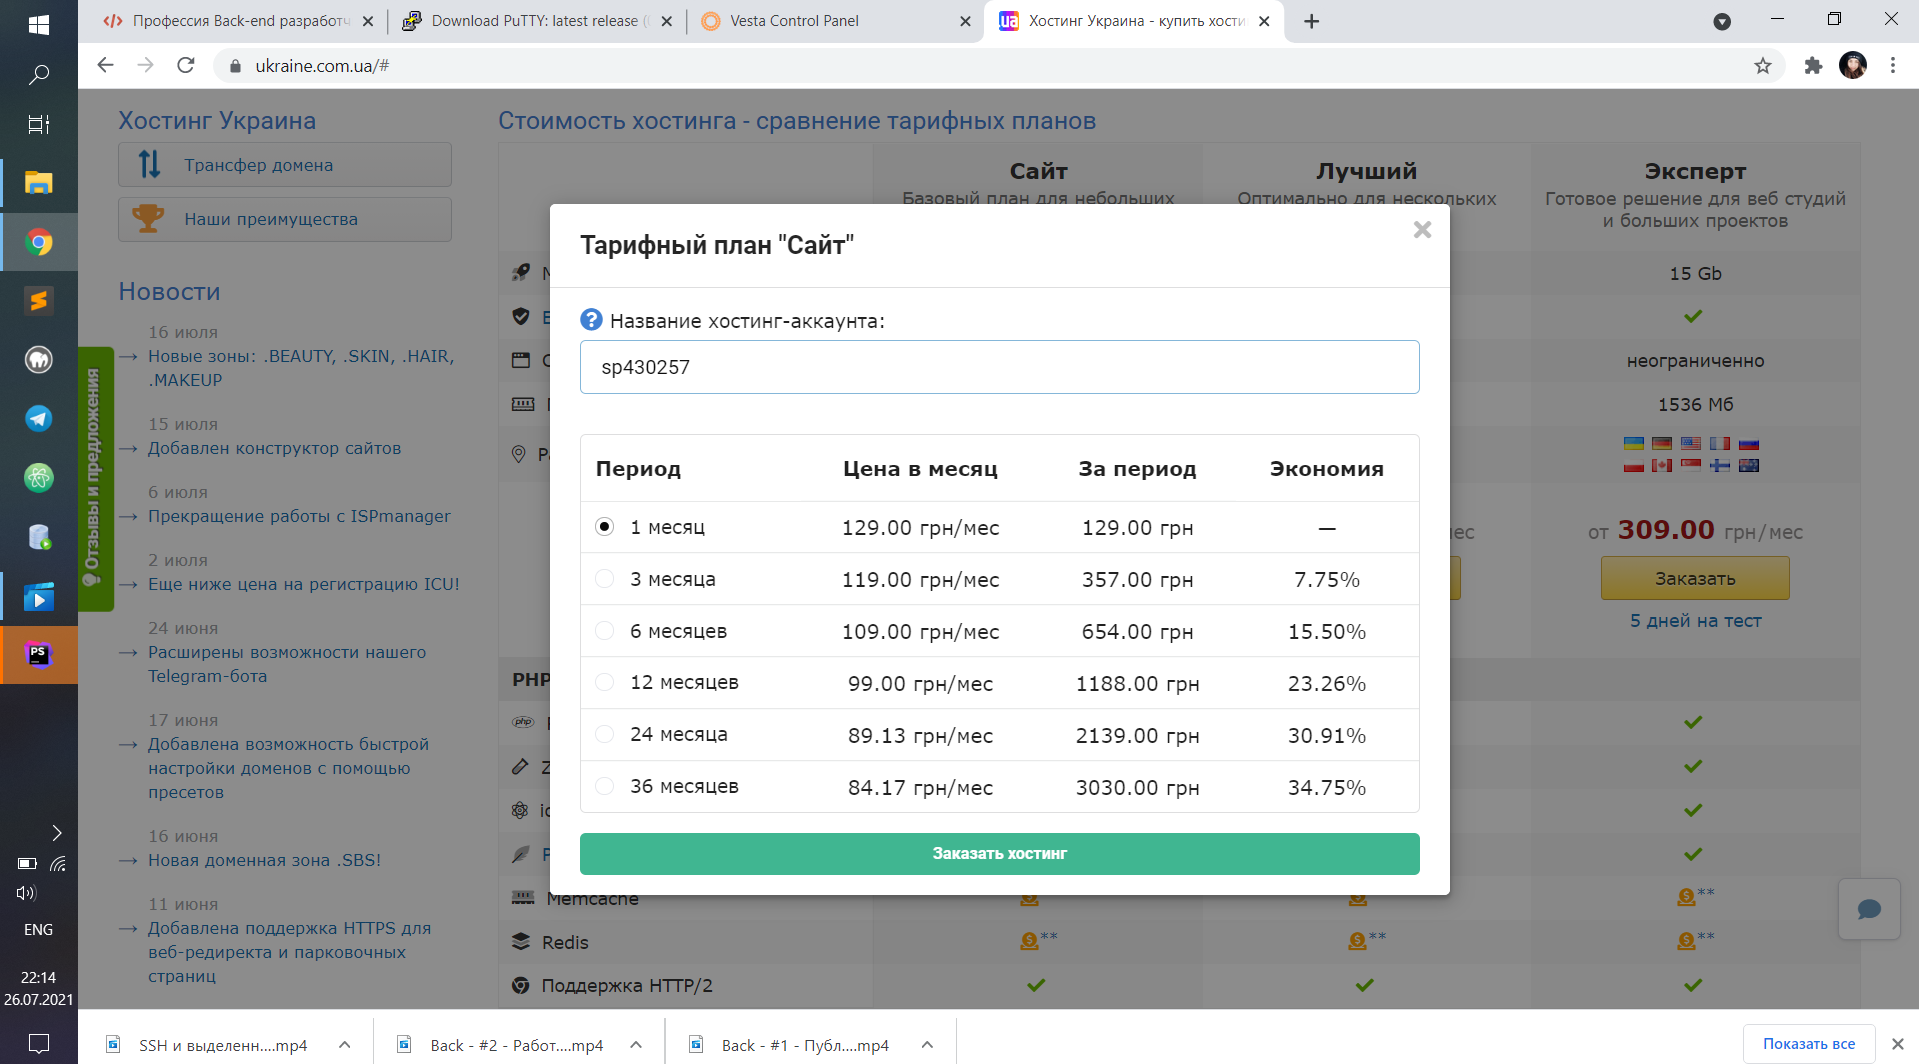 Профессия Back-end разработч
Download PuTTY: latest release (
Vesta Control Panel
Хостинг Украина - купить хости
ukraine.com.ua/#
Хостинг Украина
Трансфер домена
Наши преимущества
Новости
16 июля
Новые зоны: .BEAUTY, .SKIN, .HAIR,
.MAKEUP
15 июля
Добавлен конструктор сайтов
6 июля
Прекращение работы с ISPmanager
2 июля
Еще ниже цена на регистрацию ICU!
24 июня
Расширены возможности нашего
Telegram-бота
17 июня
Добавлена возможность быстрой
настройки доменов с помощью
пресетов
16 июня
Новая доменная зона .SBS!
11 июня
Добавлена поддержка HTTPS для
веб-редиректа и парковочных
страниц
Отзывы и предложения
Стоимость хостинга - сравнение тарифных планов
Сайт
Базовый план для небольших
Лучший
Оптимально для нескольких
Эксперт
Готовое решение для веб студий
и больших проектов
15 Gb
неограниченно
1536 Мб
от 309.00 грн/мес
Заказать
5 дней на тест
PHP
php
Memcache
**
Redis
** ** **
Поддержка HTTP/2
Тарифный план "Сайт"
Название хостинг-аккаунта:
sp430257
Период Цена в месяц За период Экономия
1 месяц 129.00 грн/мес 129.00 грн —
3 месяца 119.00 грн/мес 357.00 грн 7.75%
6 месяцев 109.00 грн/мес 654.00 грн 15.50%
12 месяцев 99.00 грн/мес 1188.00 грн 23.26%
24 месяца 89.13 грн/мес 2139.00 грн 30.91%
36 месяцев 84.17 грн/мес 3030.00 грн 34.75%
Заказать хостинг
PS
ENG
22:14
26.07.2021
SSH и выделенн....mp4
Back - #2 - Работ....mp4
Back - #1 - Публ....mp4
Показать все